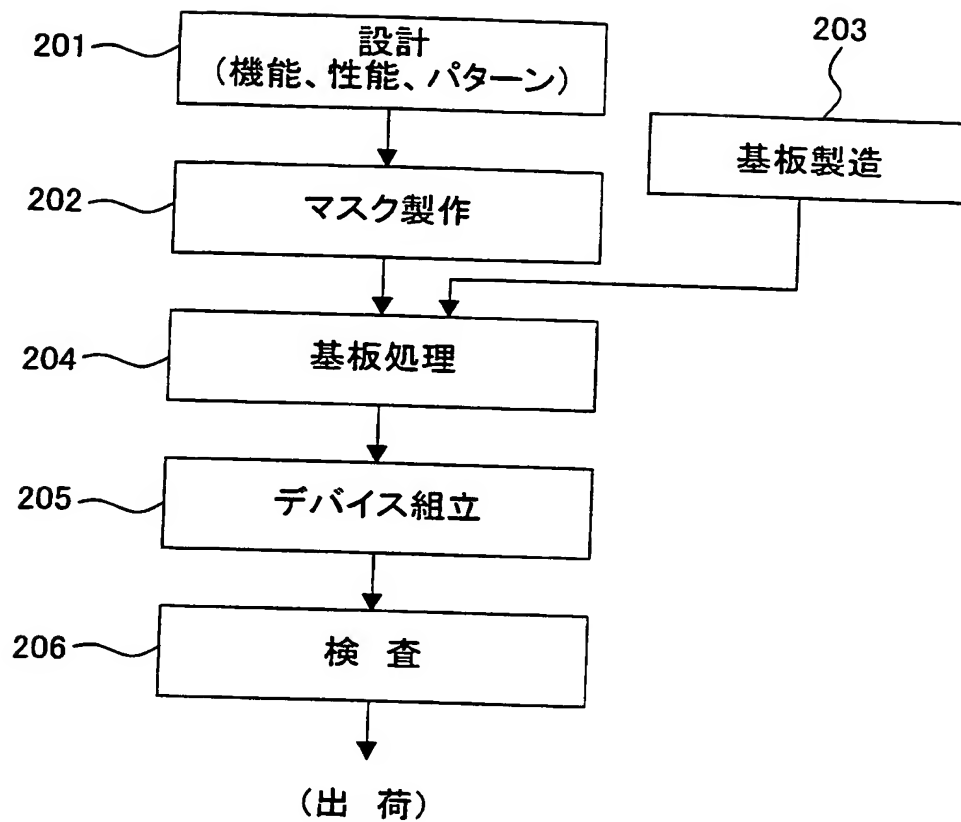 201
設計
(機能、性能、パターン)
203
基板製造
202
マスク製作
204
基板処理
205
デバイス組立
206
検 査
(出 荷)